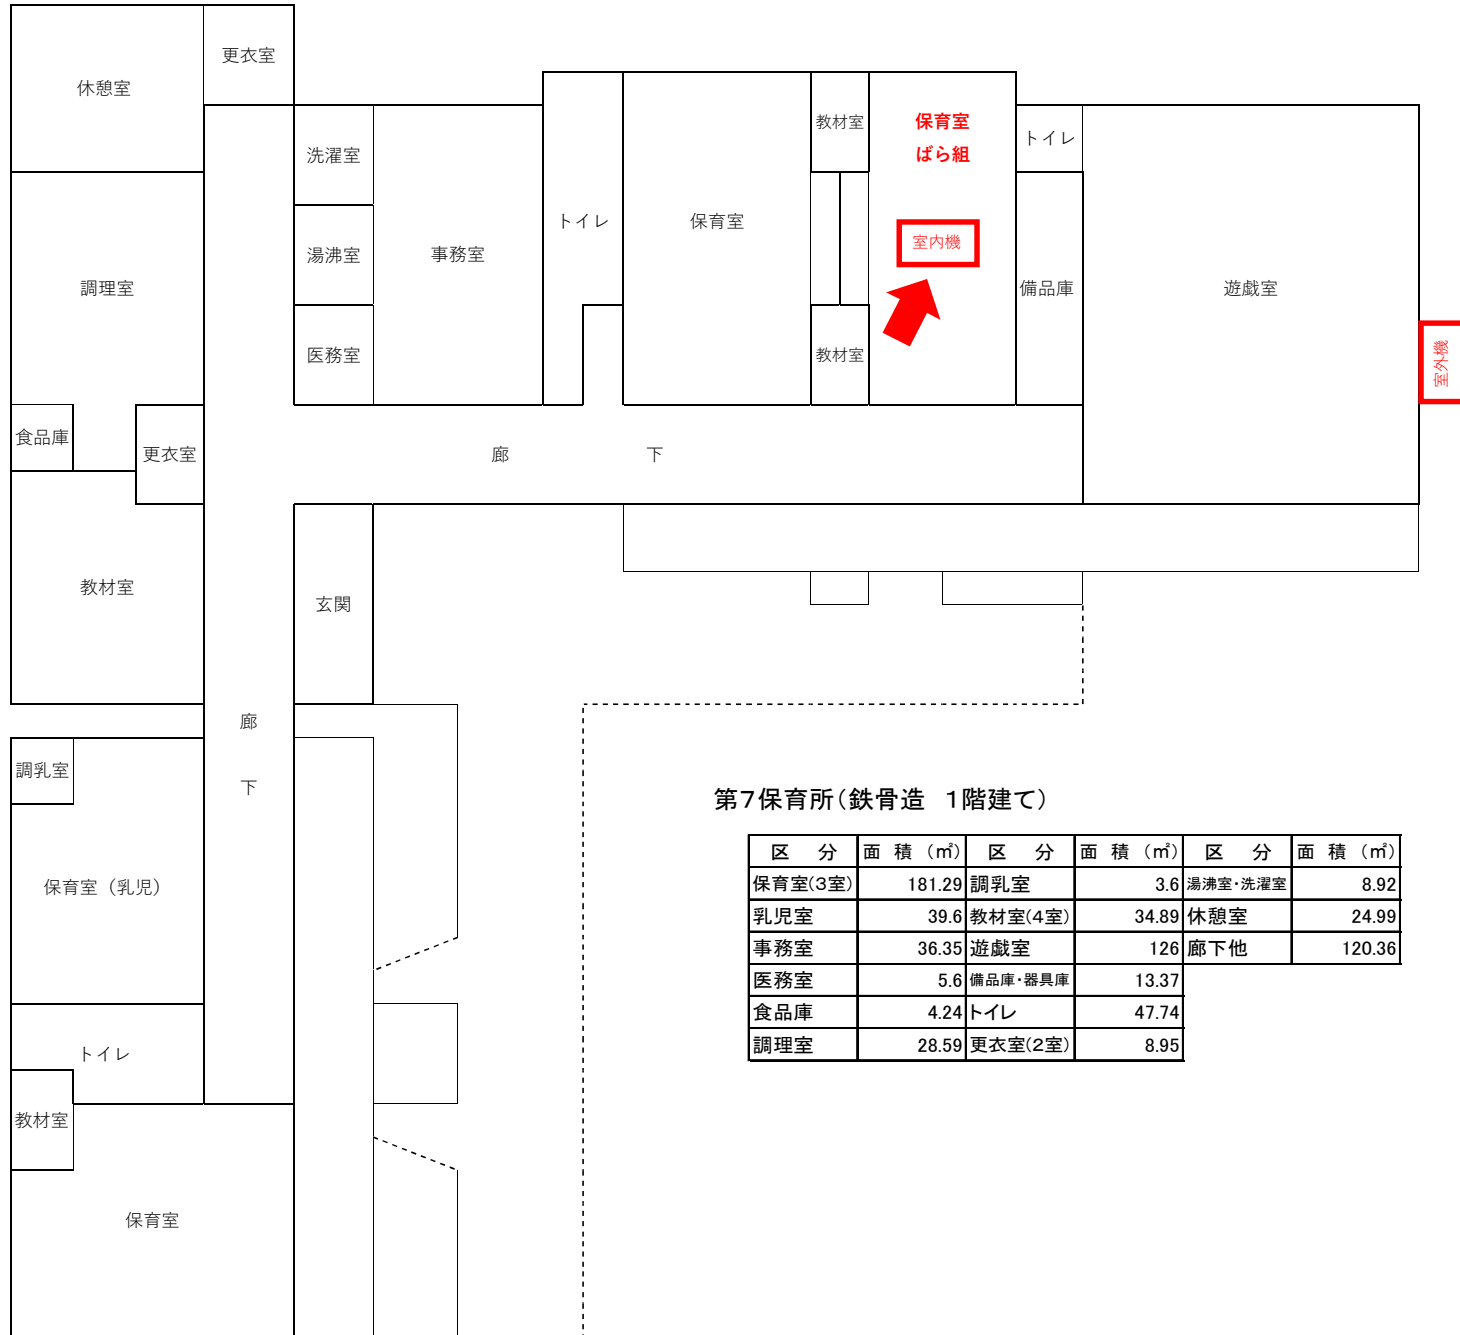 更衣室
休憩室
教材室
保育室
ばら組
トイレ
洗濯室
トイレ
保育室
室内機
湯沸室
事務室
調理室
備品庫
遊戯室
医務室
教材室
室外機
食品庫
更衣室
廊 下
教材室
玄関
廊
下
調乳室
保育室（乳児）
トイレ
教材室
保育室
第7保育所（鉄骨造　1階建て）
区　分 面 積 （㎡） 区　分 面 積 （㎡） 区　分 面 積 （㎡）
保育室(3室) 181.29 調乳室 3.6 湯沸室・洗濯室 8.92
乳児室 39.6 教材室(4室) 34.89 休憩室 24.99
事務室 36.35 遊戯室 126 廊下他 120.36
医務室 5.6 備品庫・器具庫 13.37
食品庫 4.24 トイレ 47.74
調理室 28.59 更衣室(2室) 8.95